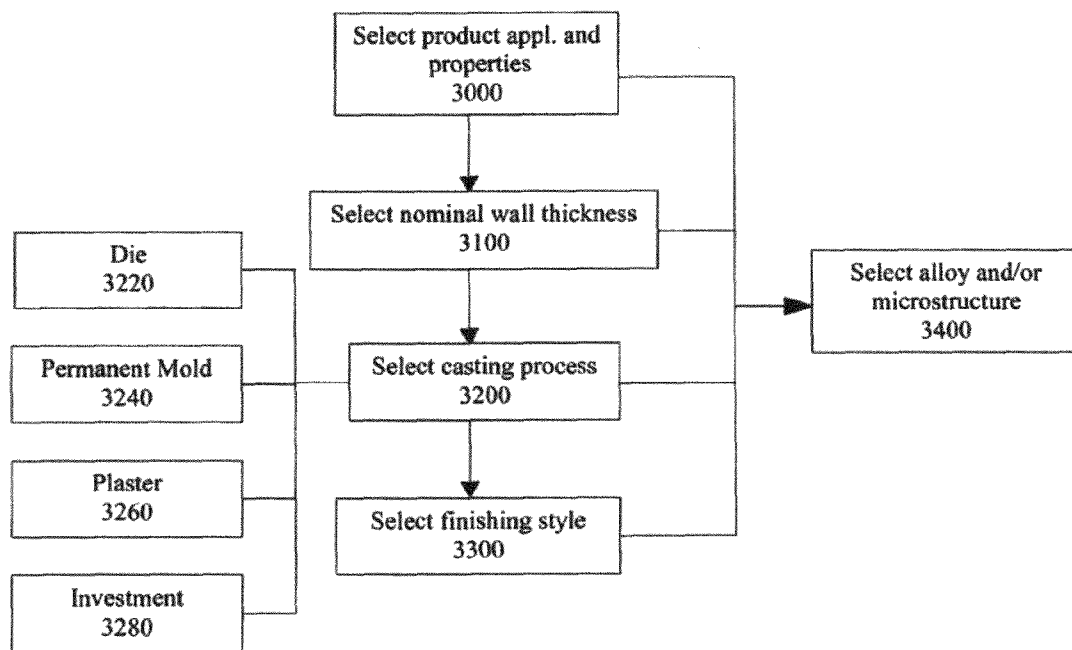 Select product appl. and
properties
3000
Select nominal wall thickness
3100
Die
3220
Select alloy and/or
microstructure
3400
Permanent Mold
3240
Select casting process
3200
Plaster
3260
Select finishing style
3300
Investment
3280